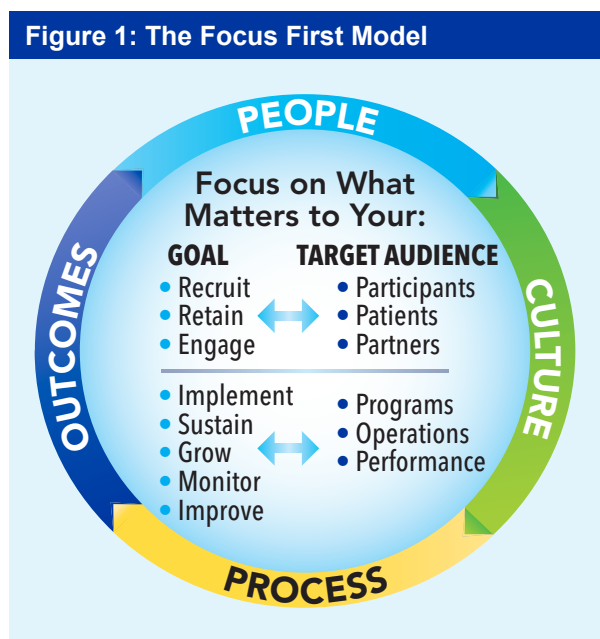 Figure 1: The Focus First Model
PEOPLE
Focus on What
Matters to Your:
GOAL
TARGET AUDIENCE
• Recruit
• Retain
• Engage
• Participants
• Patients
• Partners
• Implement
• Sustain
• Grow
• Monitor
• Improve
• Programs
• Operations
• Performance
CULTURE
PROCESS
OUTCOMES